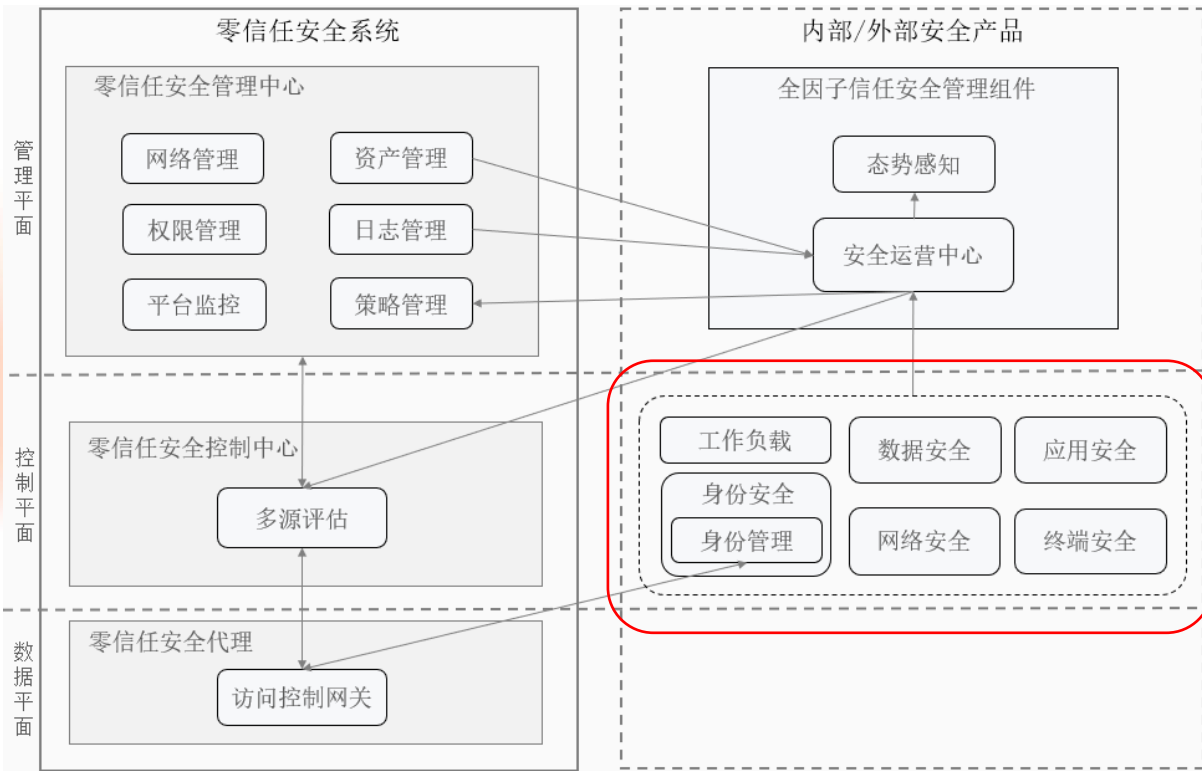 零信任安全系统
内部/外部安全产品
管理平面
零信任安全管理中心
网络管理
资产管理
权限管理
日志管理
平台监控
策略管理
全因子信任安全管理组件
态势感知
安全运营中心
控制平面
零信任安全控制中心
多源评估
工作负载
数据安全
应用安全
身份安全
身份管理
网络安全
终端安全
数据平面
零信任安全代理
访问控制网关